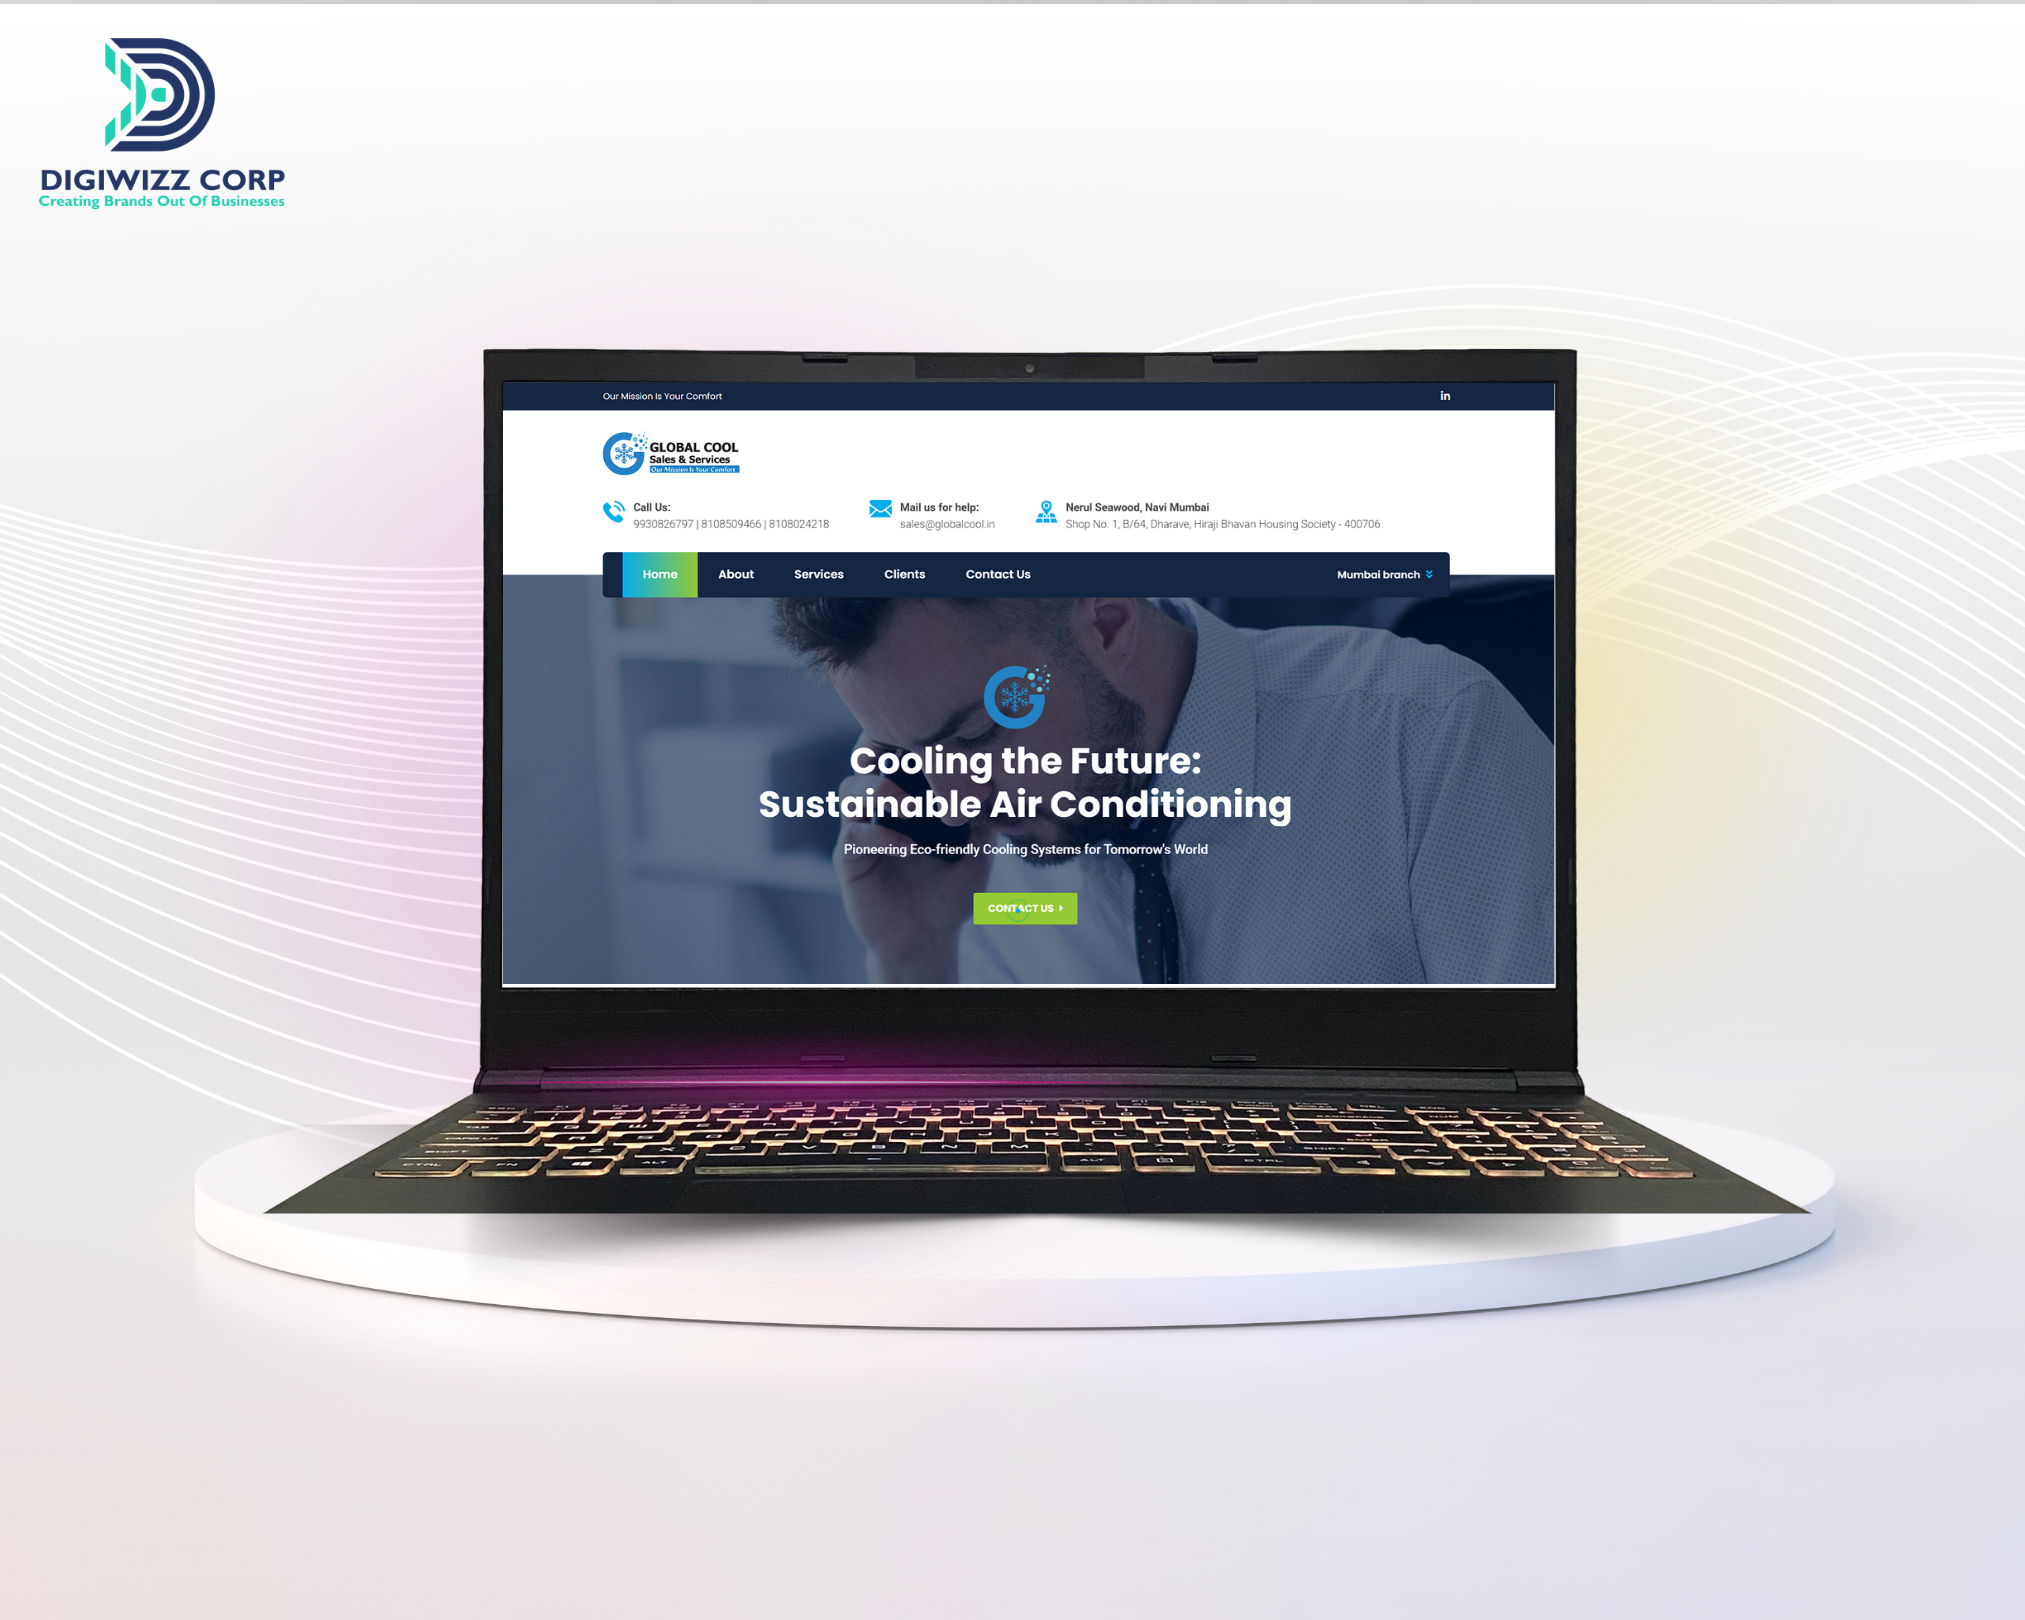 DIGIWIZZ CORP
Creating Brands Out Of Businesses
Our Mission Is Your Comfort
in
GLOBAL COOL
Sales & Services
Our Mission Is Your Comfort
Call Us:
9930826797 | 8108509466 | 8108024218
Mail us for help:
sales@globalcool.in
Nerul Seawood, Navi Mumbai
Shop No. 1, B/64, Dharave, Hiraji Bhavan Housing Society - 400706
Home About Services Clients Contact Us Mumbai branch
Cooling the Future:
Sustainable Air Conditioning
Pioneering Eco-friendly Cooling Systems for Tomorrow's World
CONTACT US